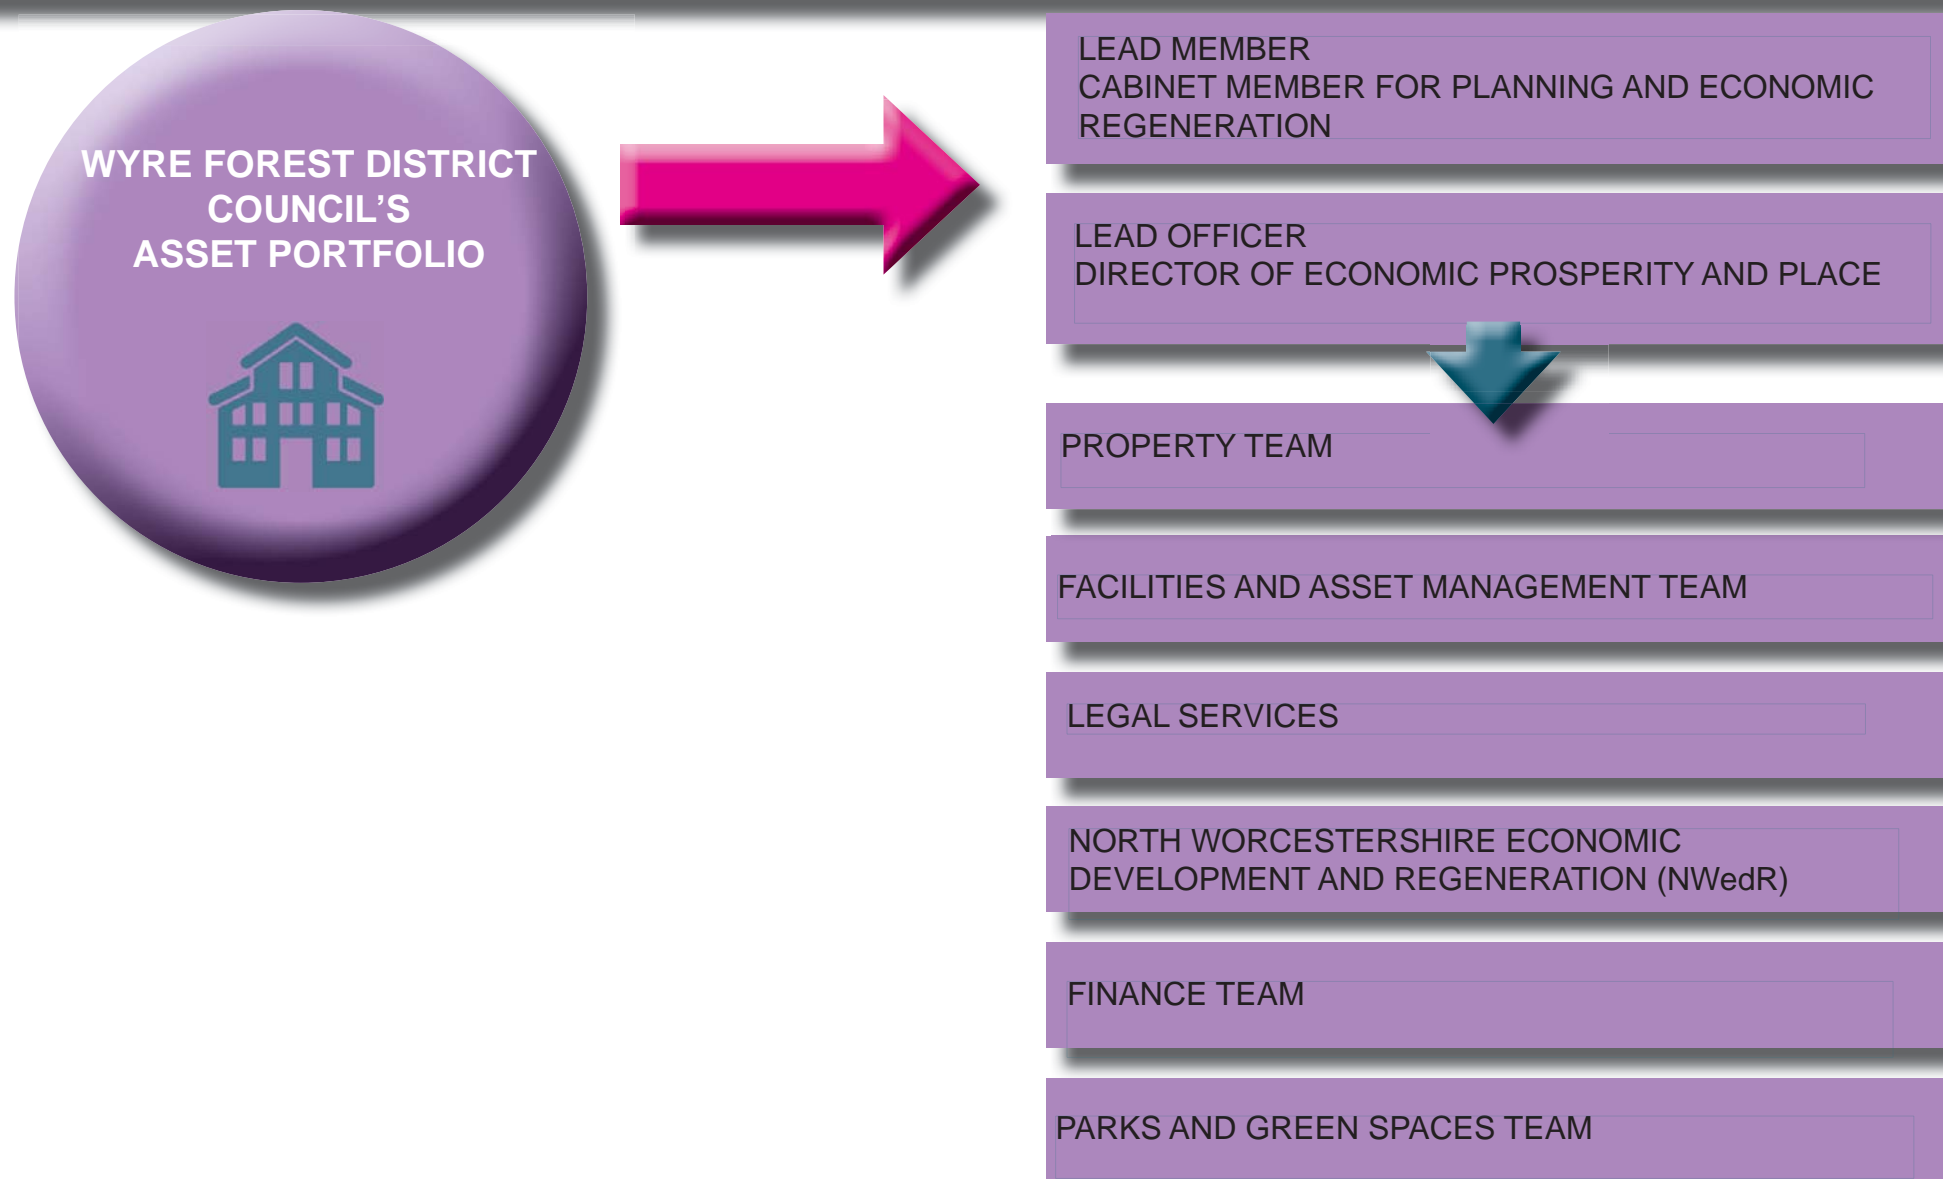 WYRE FOREST DISTRICT
COUNCIL’S
ASSET PORTFOLIO
LEAD MEMBER
CABINET MEMBER FOR PLANNING AND ECONOMIC
REGENERATION
LEAD OFFICER
DIRECTOR OF ECONOMIC PROSPERITY AND PLACE
PROPERTY TEAM
FACILITIES AND ASSET MANAGEMENT TEAM
LEGAL SERVICES
NORTH WORCESTERSHIRE ECONOMIC
DEVELOPMENT AND REGENERATION (NWedR)
FINANCE TEAM
PARKS AND GREEN SPACES TEAM